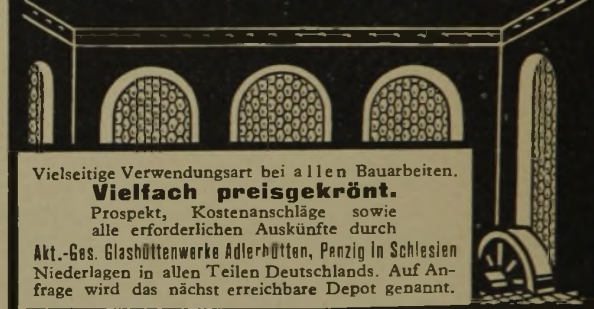 Vielseitige Verwendungsart bei allen Bauarbeiten.
Vielfach preisgekrönt.
Prospekt, Kostenanschläge sowie
alle erforderlichen Auskünfte durch
Akt.-Ges. Glashüttenwerke Adlerhütten, Penzig in Schlesien
Niederlagen in allen Teilen Deutschlands. Auf An-
frage wird das nächst erreichbare Depot genannt.